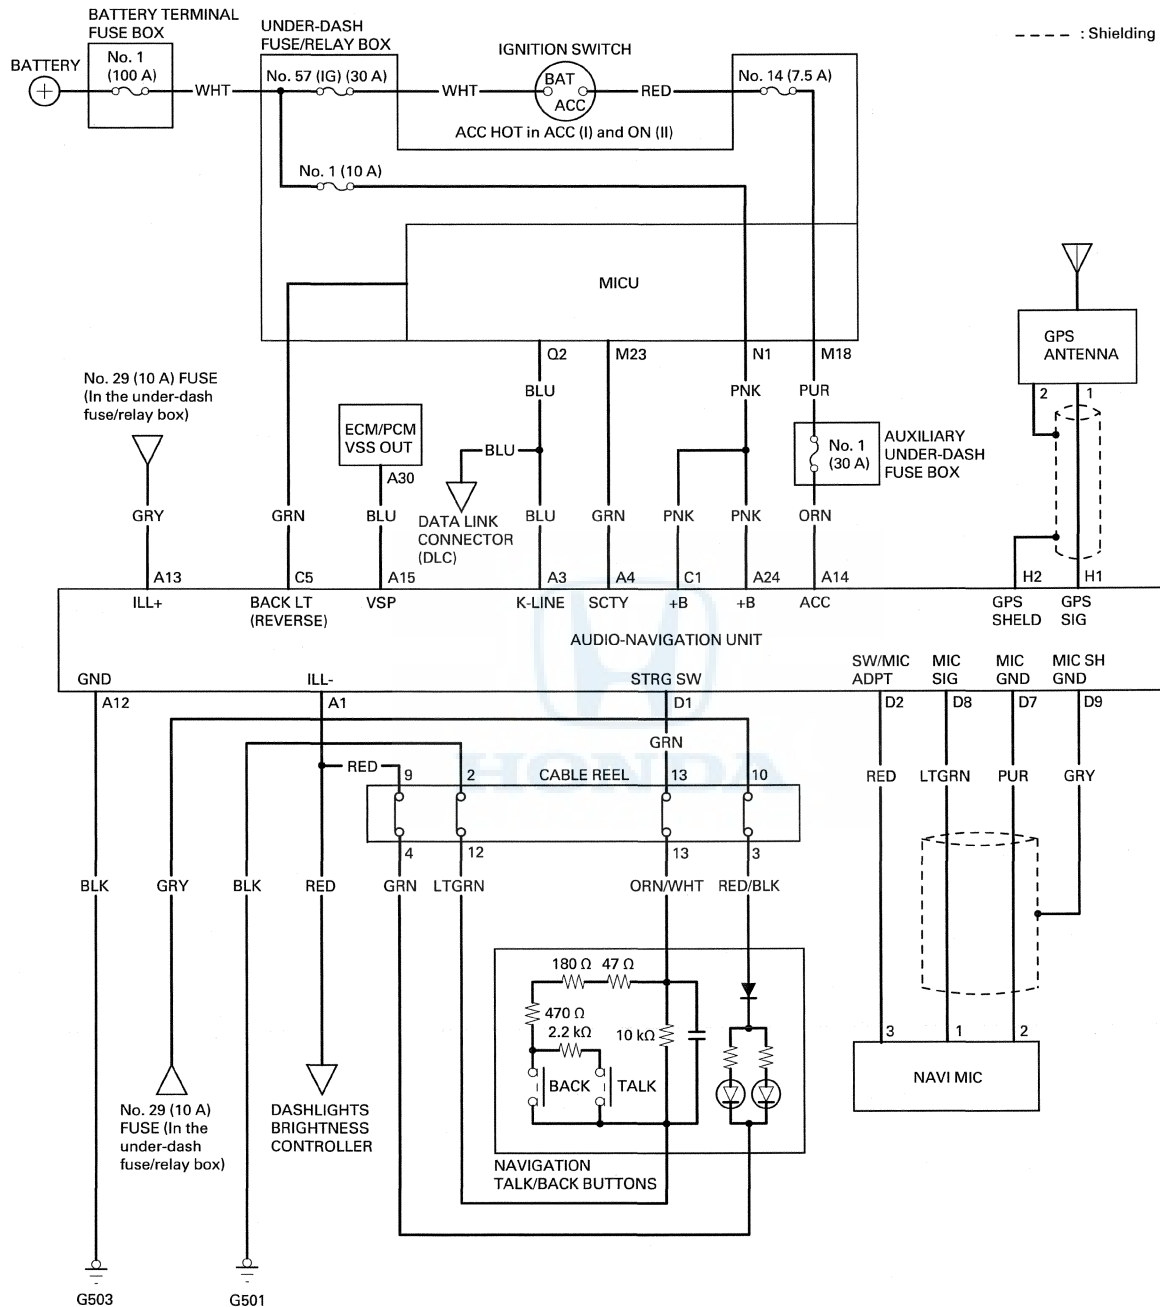 BATTERY TERMINAL
FUSE BOX
UNDER-DASH
FUSE/RELAY BOX
IGNITION SWITCH
: Shielding
BATTERY
No. 1
(100 A)
WHT
No. 57 (IG) (30 A)
WHT
BAT
ACC
RED
No. 14 (7.5 A)
ACC HOT in ACC (I) and ON (II)
No. 1 (10 A)
MICU
GPS
ANTENNA
Q2
M23
N1
M18
2
1
No. 29 (10 A) FUSE
(In the under-dash
fuse/relay box)
BLU
PNK
PUR
ECM/PCM
VSS OUT
A30
BLU
No. 1
(30 A)
AUXILIARY
UNDER-DASH
FUSE BOX
GRY
GRN
BLU
DATA LINK
CONNECTOR
(DLC)
BLU
GRN
PNK
PNK
ORN
A13
C5
A15
A3
A4
C1
A24
A14
H2
H1
ILL+
BACK LT
(REVERSE)
VSP
K-LINE
SCTY
+B
+B
ACC
GPS
SHELD
GPS
SIG
AUDIO-NAVIGATION UNIT
GND
ILL-
STRG SW
SW/MIC
ADPT
MIC
SIG
MIC
GND
MIC SH
GND
A12
A1
D1
D2
D8
D7
D9
GRN
HONDA
RED
9
2
CABLE REEL
13
10
RED
LTGRN
PUR
GRY
4
12
13
3
BLK
GRY
BLK
RED
GRN
LTGRN
ORN/WHT
RED/BLK
180 Ω
47 Ω
470 Ω
2.2 kΩ
10 kΩ
BACK
TALK
3
1
2
NAVI MIC
No. 29 (10 A)
FUSE (In the
under-dash
fuse/relay box)
DASHLIGHTS
BRIGHTNESS
CONTROLLER
NAVIGATION
TALK/BACK BUTTONS
G503
G501